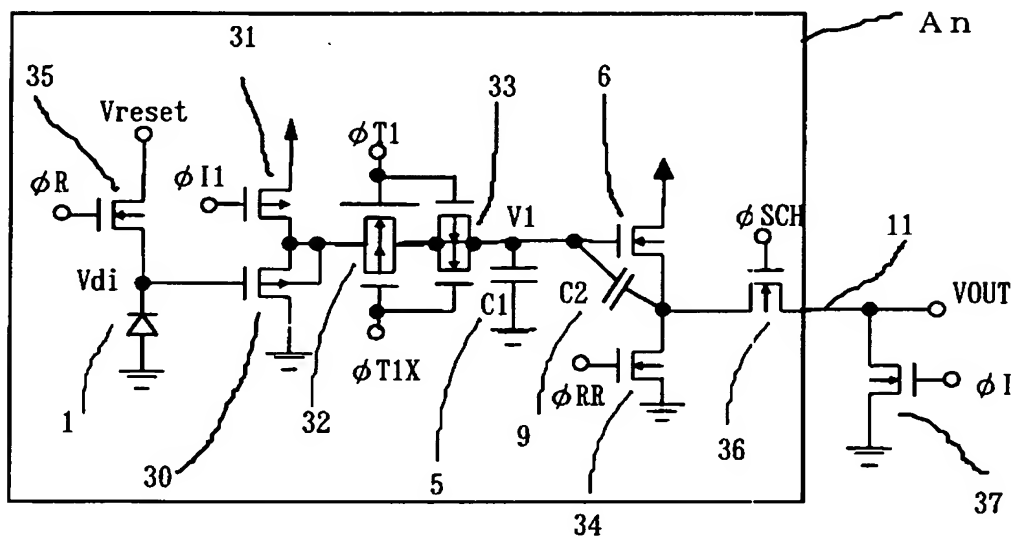 An
31
6
35
33
Vreset
φT1
φR
φI1
V1
φSCH
11
Vdi
C1
C2
VOUT
φT1X
φRR
φI
1
32
9
36
30
5
34
37